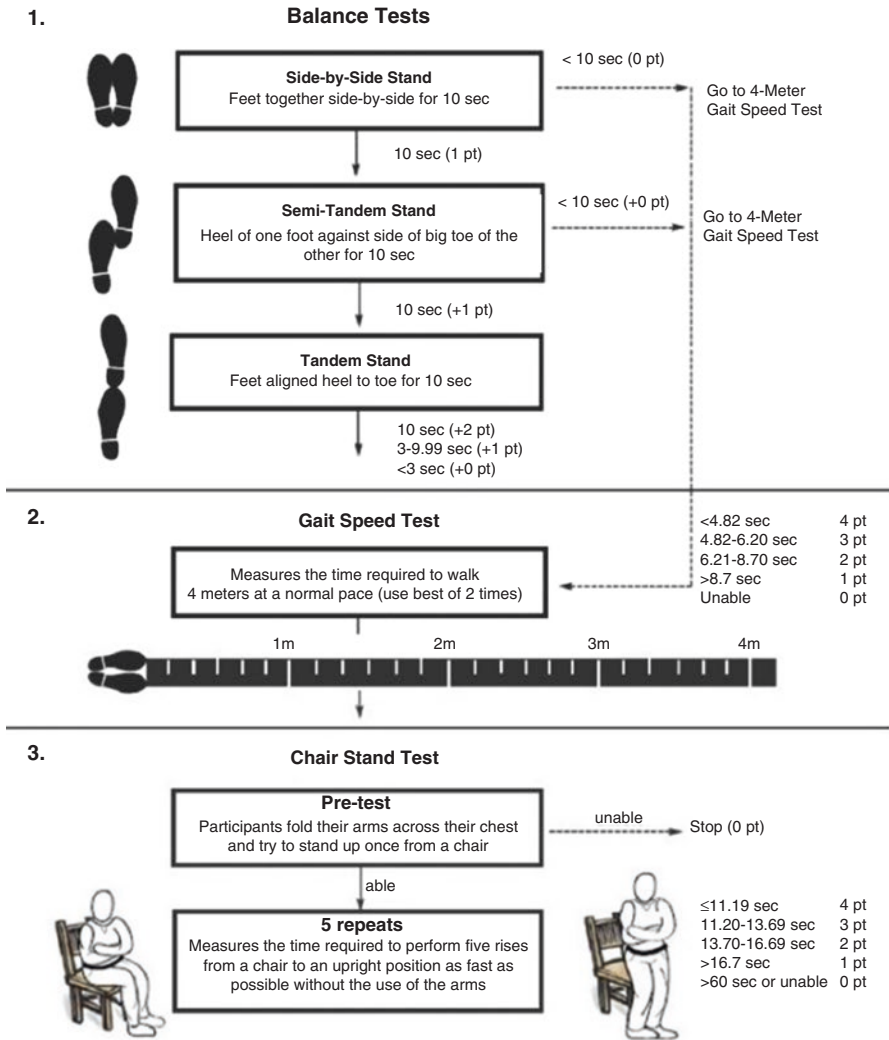 1.
Balance Tests
Side-by-Side Stand
Feet together side-by-side for 10 sec
< 10 sec (0 pt)
Go to 4-Meter
Gait Speed Test
10 sec (1 pt)
Semi-Tandem Stand
Heel of one foot against side of big toe of the
other for 10 sec
< 10 sec (+0 pt)
Go to 4-Meter
Gait Speed Test
10 sec (+1 pt)
Tandem Stand
Feet aligned heel to toe for 10 sec
10 sec (+2 pt)
3-9.99 sec (+1 pt)
<3 sec (+0 pt)
2.
Gait Speed Test
Measures the time required to walk
4 meters at a normal pace (use best of 2 times)
<4.82 sec 4 pt
4.82-6.20 sec 3 pt
6.21-8.70 sec 2 pt
>8.7 sec 1 pt
Unable 0 pt
1m 2m 3m 4m
3.
Chair Stand Test
Pre-test
Participants fold their arms across their chest
and try to stand up once from a chair
unable
Stop (0 pt)
able
5 repeats
Measures the time required to perform five rises
from a chair to an upright position as fast as
possible without the use of the arms
≤11.19 sec 4 pt
11.20-13.69 sec 3 pt
13.70-16.69 sec 2 pt
>16.7 sec 1 pt
>60 sec or unable 0 pt